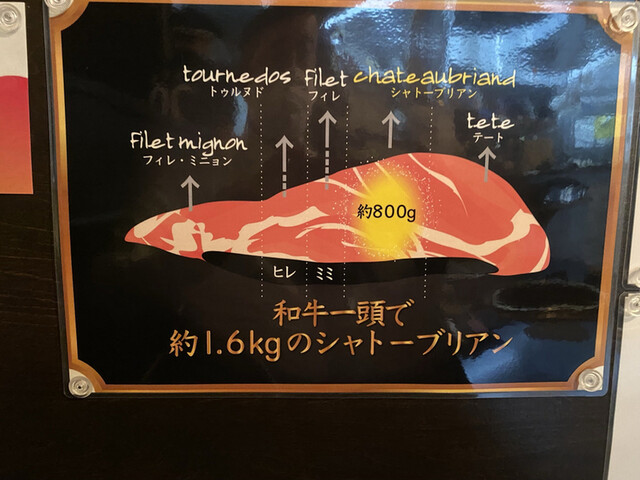 tournedos
トゥルヌド
filet
フィレ
chateaubriand
シャトーブリアン
tete
テート
filet mignon
フィレ・ミニョン
約800g
ヒレ
ミミ
和牛一頭で
約1.6kgのシャトーブリアン